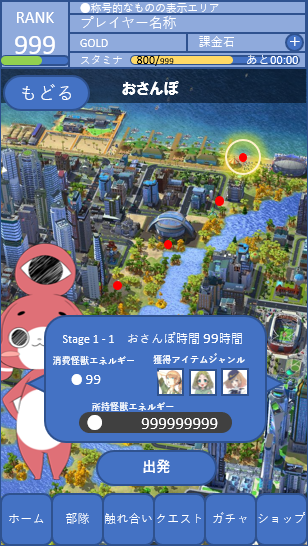 RANK
999
●称号的なものの表示エリア
プレイヤー名称
GOLD
課金石
+
スタミナ
800/999
あと00:00
もどる
おさんぽ
Stage 1 - 1 おさんぽ時間 99時間
消費怪獣エネルギー
獲得アイテムジャンル
99
所持怪獣エネルギー
999999999
出発
ホーム
部隊
触れ合い
クエスト
ガチャ
ショップ